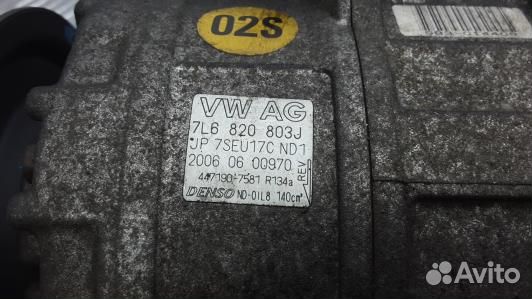 02S
VW AG
7L6 820 803J
JP 7SEU17C ND1
2006 06 00970
447190-7581 R134a
REV
DENSO ND-OIL8 140cm³
Avito